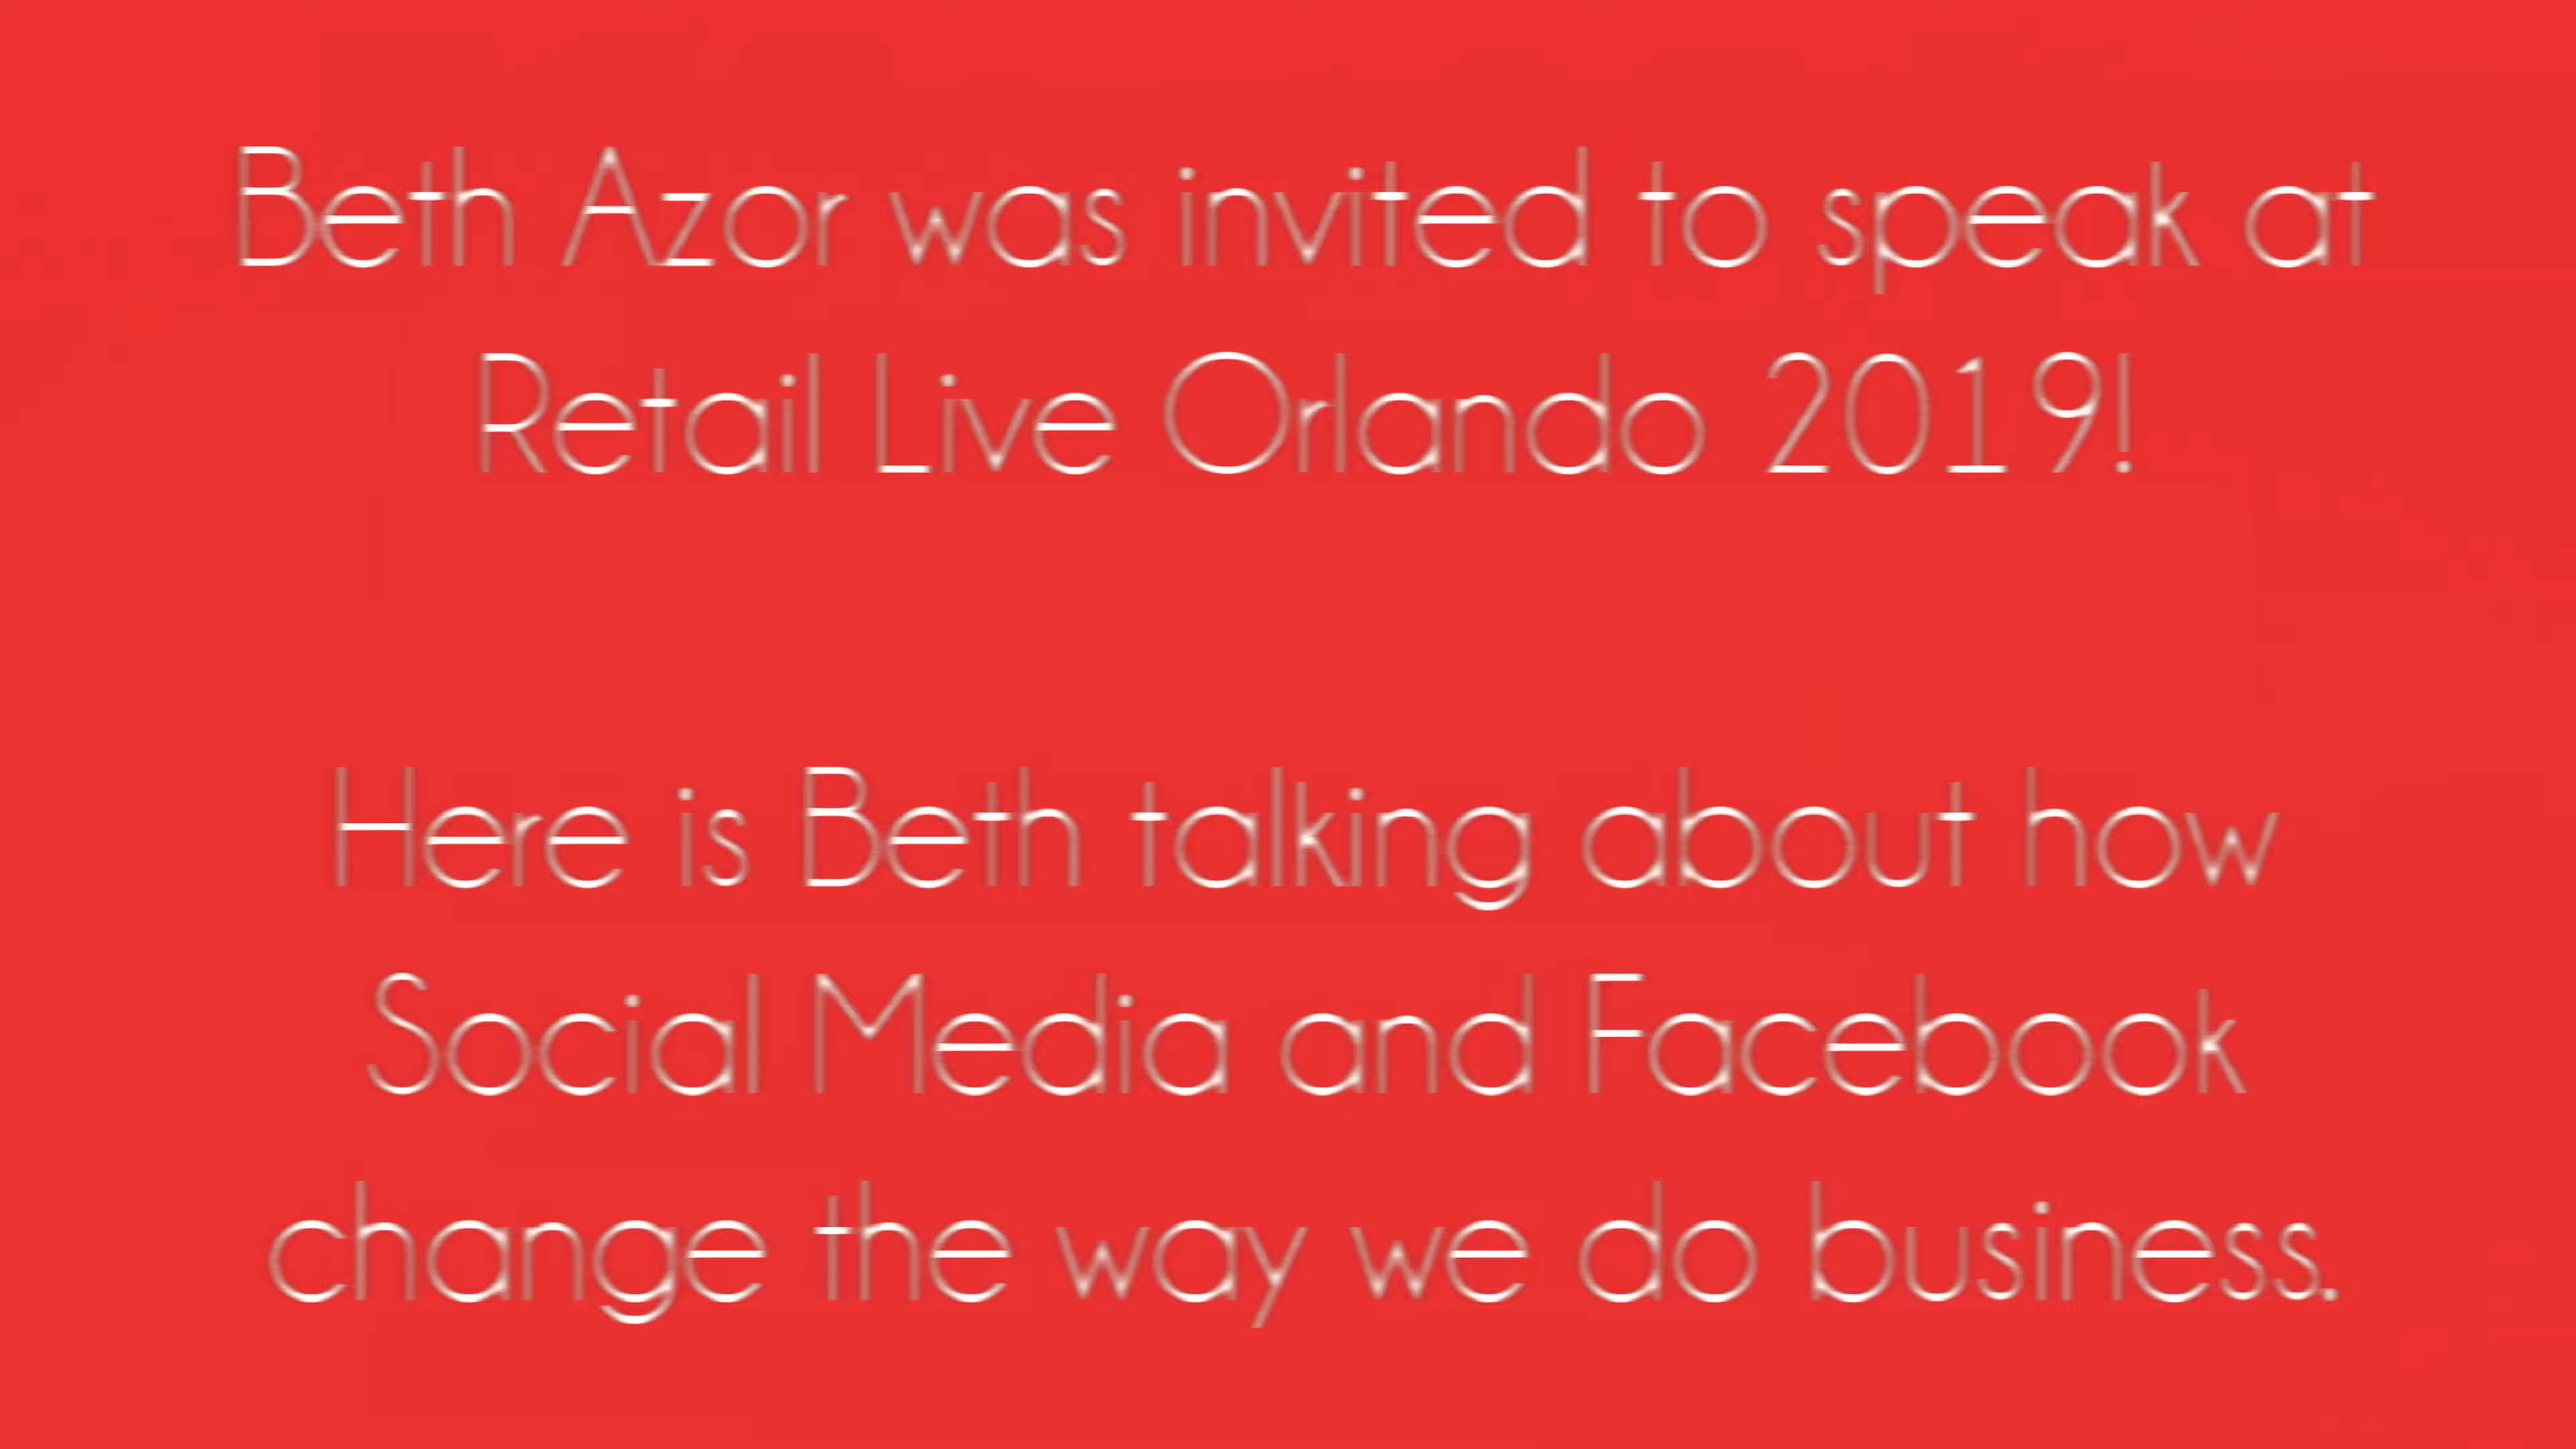 Beth Azor was invited to speak at
Retail Live Orlando 2019!
Here is Beth talking about how
Social Media and Facebook
change the way we do business.